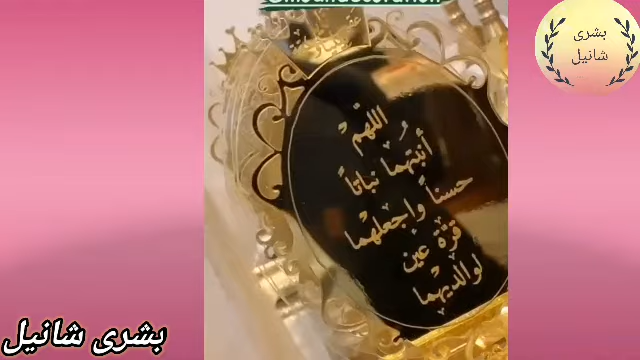 بشرى
شانيل
اللهم
أنبتهما نباتاً
حسناً واجعلهما
قرة عين
لوالديهما
بشرى شانيل